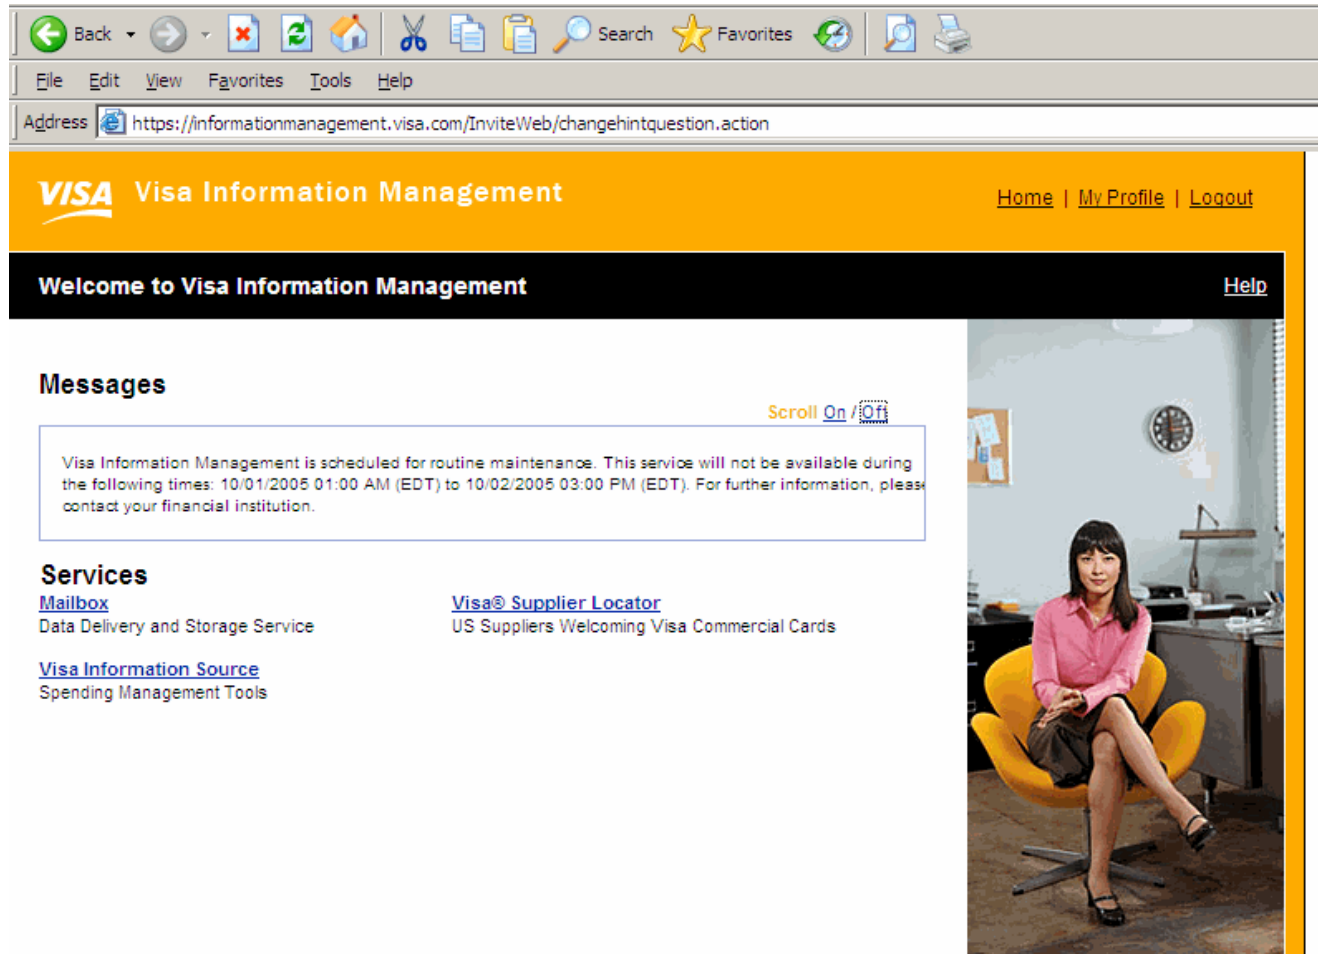 Back
Search
Favorites
File Edit View Favorites Tools Help
Address https://informationmanagement.visa.com/InviteWeb/changehintquestion.action
VISA Visa Information Management
Home | My Profile | Logout
Welcome to Visa Information Management
Help
Messages
Scroll On / Off
Visa Information Management is scheduled for routine maintenance. This service will not be available during
the following times: 10/01/2005 01:00 AM (EDT) to 10/02/2005 03:00 PM (EDT). For further information, please
contact your financial institution.
Services
Mailbox
Data Delivery and Storage Service
Visa® Supplier Locator
US Suppliers Welcoming Visa Commercial Cards
Visa Information Source
Spending Management Tools